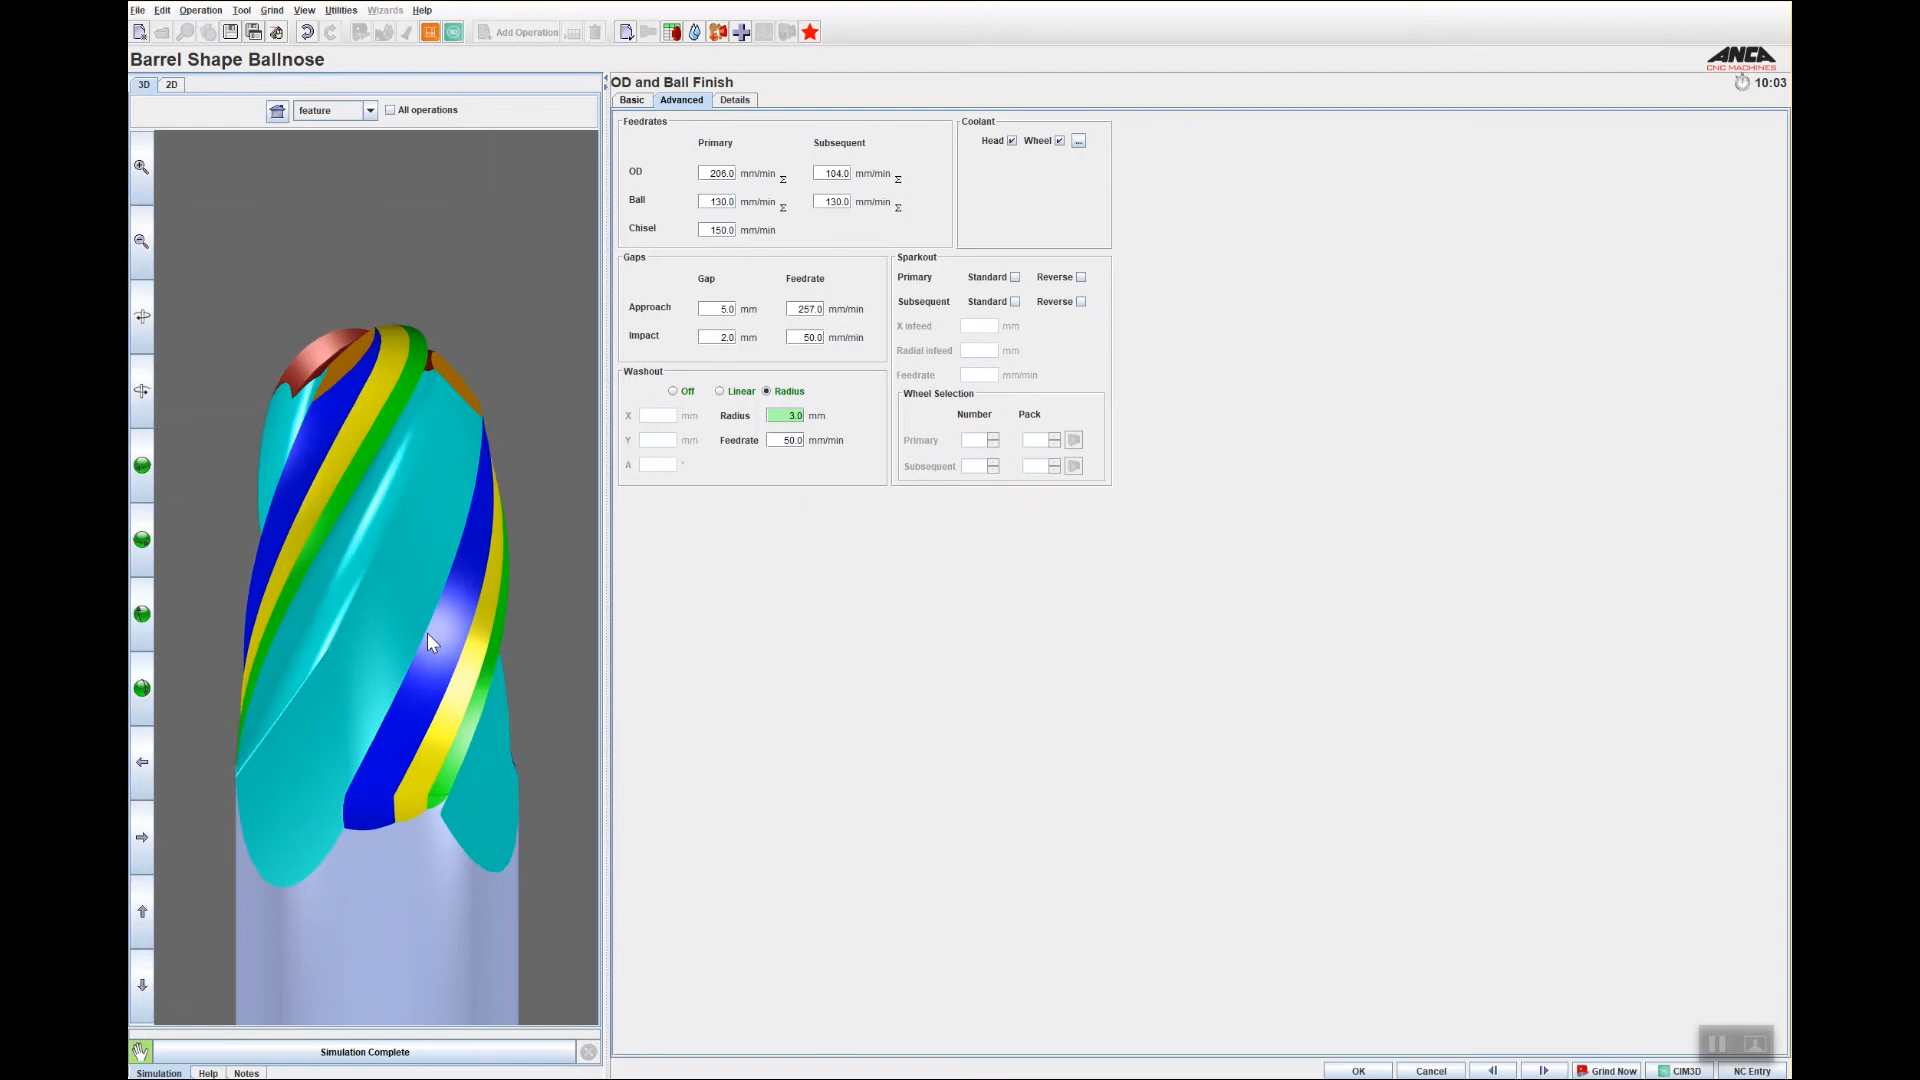 File Edit Operation Tool Grind View Utilities Wizards Help
Add Operation
Barrel Shape Ballnose
ANCA
CNC MACHINES
3D 2D
OD and Ball Finish
10:03
Basic Advanced Details
feature All operations
Feedrates
Coolant
Primary Subsequent
Head Wheel ...
OD 206.0 mm/min Σ 104.0 mm/min Σ
Ball 130.0 mm/min Σ 130.0 mm/min Σ
Chisel 150.0 mm/min
Gaps
Sparkout
Gap Feedrate
Primary Standard Reverse
Approach 5.0 mm 257.0 mm/min
Subsequent Standard Reverse
Impact 2.0 mm 50.0 mm/min
X infeed mm
Radial infeed mm
Feedrate mm/min
Washout
Off Linear Radius
X mm Radius 3.0 mm
Y mm Feedrate 50.0 mm/min
A °
Wheel Selection
Number Pack
Primary
Subsequent
Simulation Complete
Simulation Help Notes
OK Cancel Grind Now CIM3D NC Entry